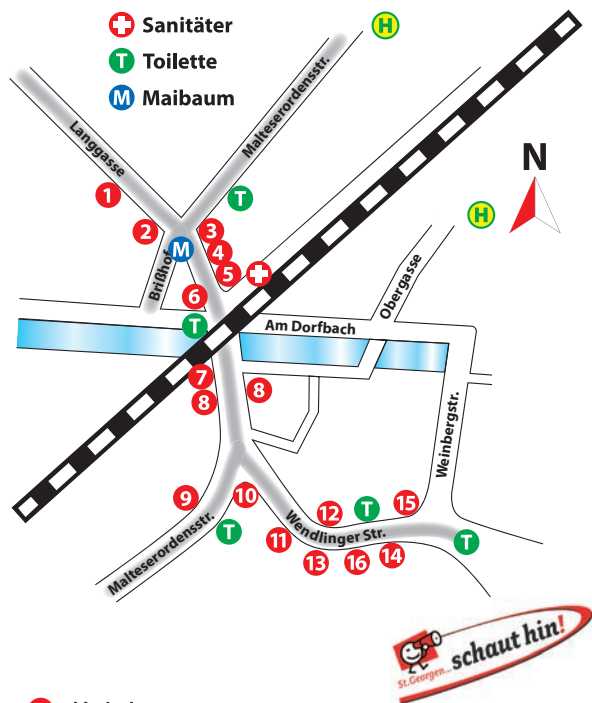 Sanitäter
H
T Toilette
M Maibaum
Malteserordensstr.
Langgasse
N
1
T
H
2
3
M
4
5
Brißhof
Obergasse
6
T
Am Dorfbach
7
8
8
Weinbergstr.
9
10
12
T
15
Malteserordensstr.
T
11
Wendlinger Str.
T
13
16
14
St.Georgen... schaut hin!